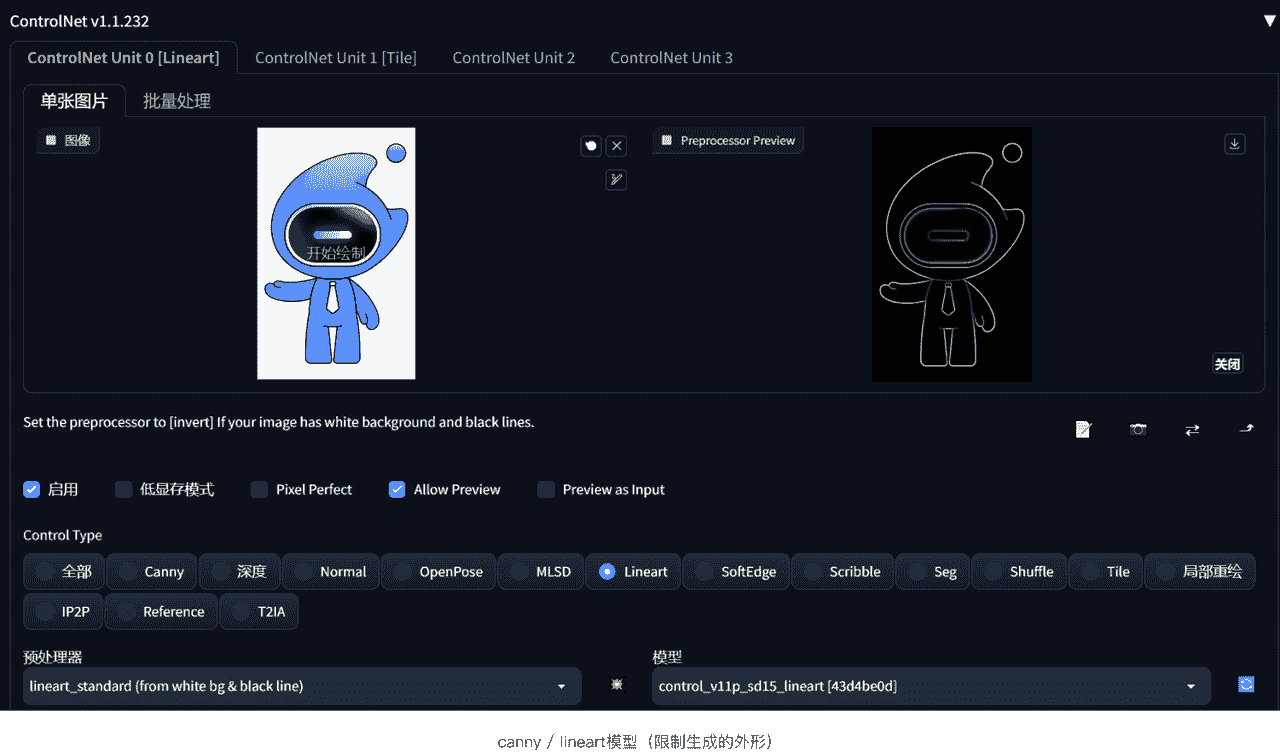 ControlNet v1.1.232
ControlNet Unit 0 [Lineart] ControlNet Unit 1 [Tile] ControlNet Unit 2 ControlNet Unit 3
单张图片 批量处理
图像 Preprocessor Preview
开始绘制
关闭
Set the preprocessor to [invert] If your image has white background and black lines.
启用 低显存模式 Pixel Perfect Allow Preview Preview as Input
Control Type
全部 Canny 深度 Normal OpenPose MLSD Lineart SoftEdge Scribble Seg Shuffle Tile 局部重绘
IP2P Reference T2IA
预处理器 模型
lineart_standard (from white bg & black line) control_v11p_sd15_lineart [43d4be0d]
canny / lineart模型（限制生成的外形）